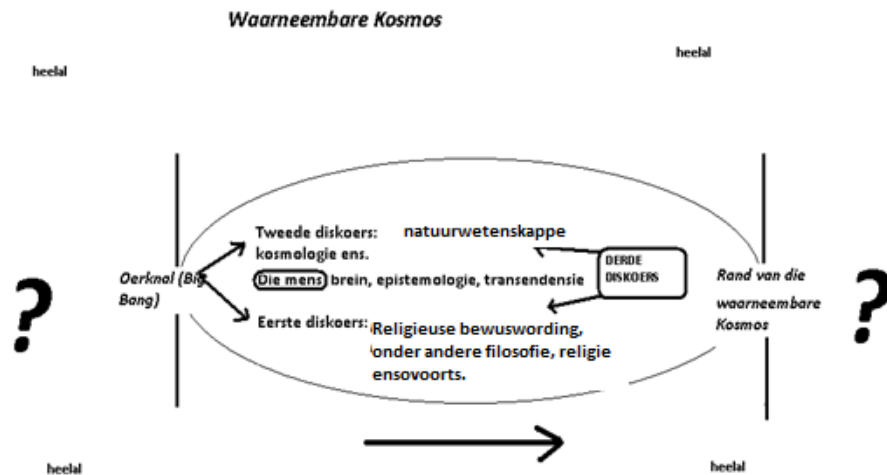 Waarneembare Kosmos
heelal
heelal
Tweede diskoers: natuurwetenskappe
kosmologie ens.
DERDE
DISKOERS
Oerknal (Big
Bang)
Die mens brein, epistemologie, transendensie
Rand van die
waarneembare
Kosmos
?
?
Eerste diskoers: Religieuse bewuswording,
onder andere filosofie, religie
ensovoorts.
heelal
heelal